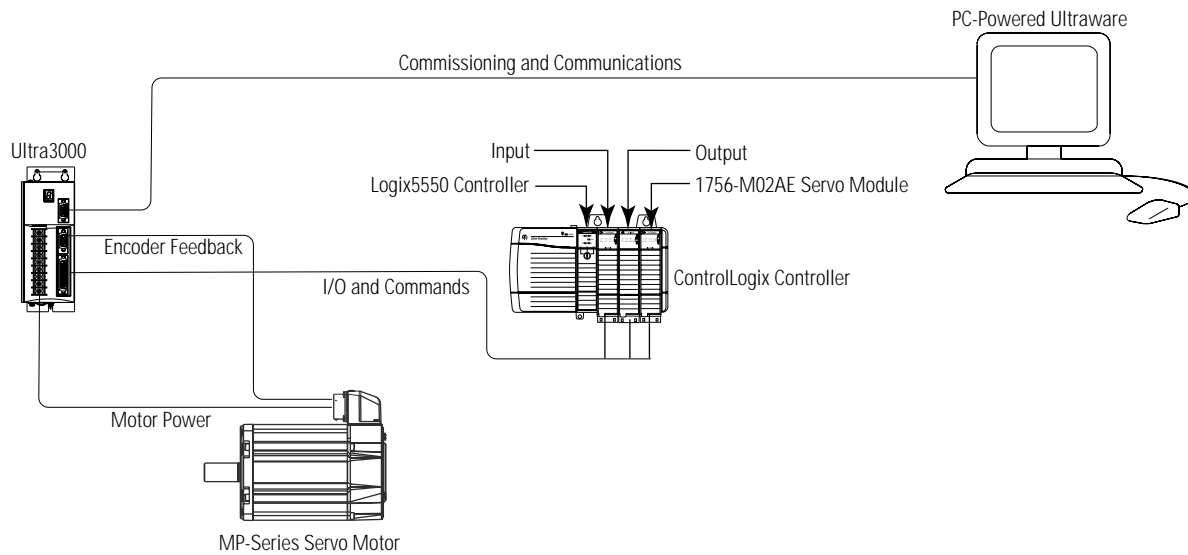 PC-Powered Ultraware
Commissioning and Communications
Ultra3000
Input
Output
Logix5550 Controller
1756-M02AE Servo Module
Encoder Feedback
I/O and Commands
ControlLogix Controller
Motor Power
MP-Series Servo Motor